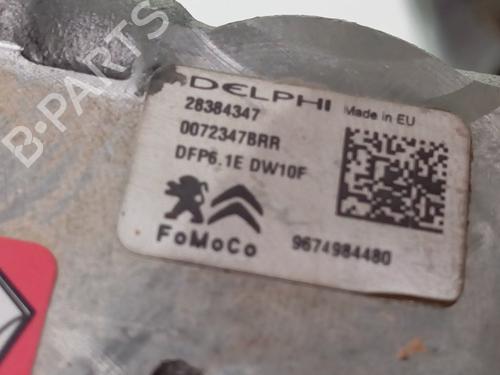 DELPHI
28384347
Made in EU
0072347BRR
DFP6.1E DW10F
FoMoCo
9674984480
B-PARTS